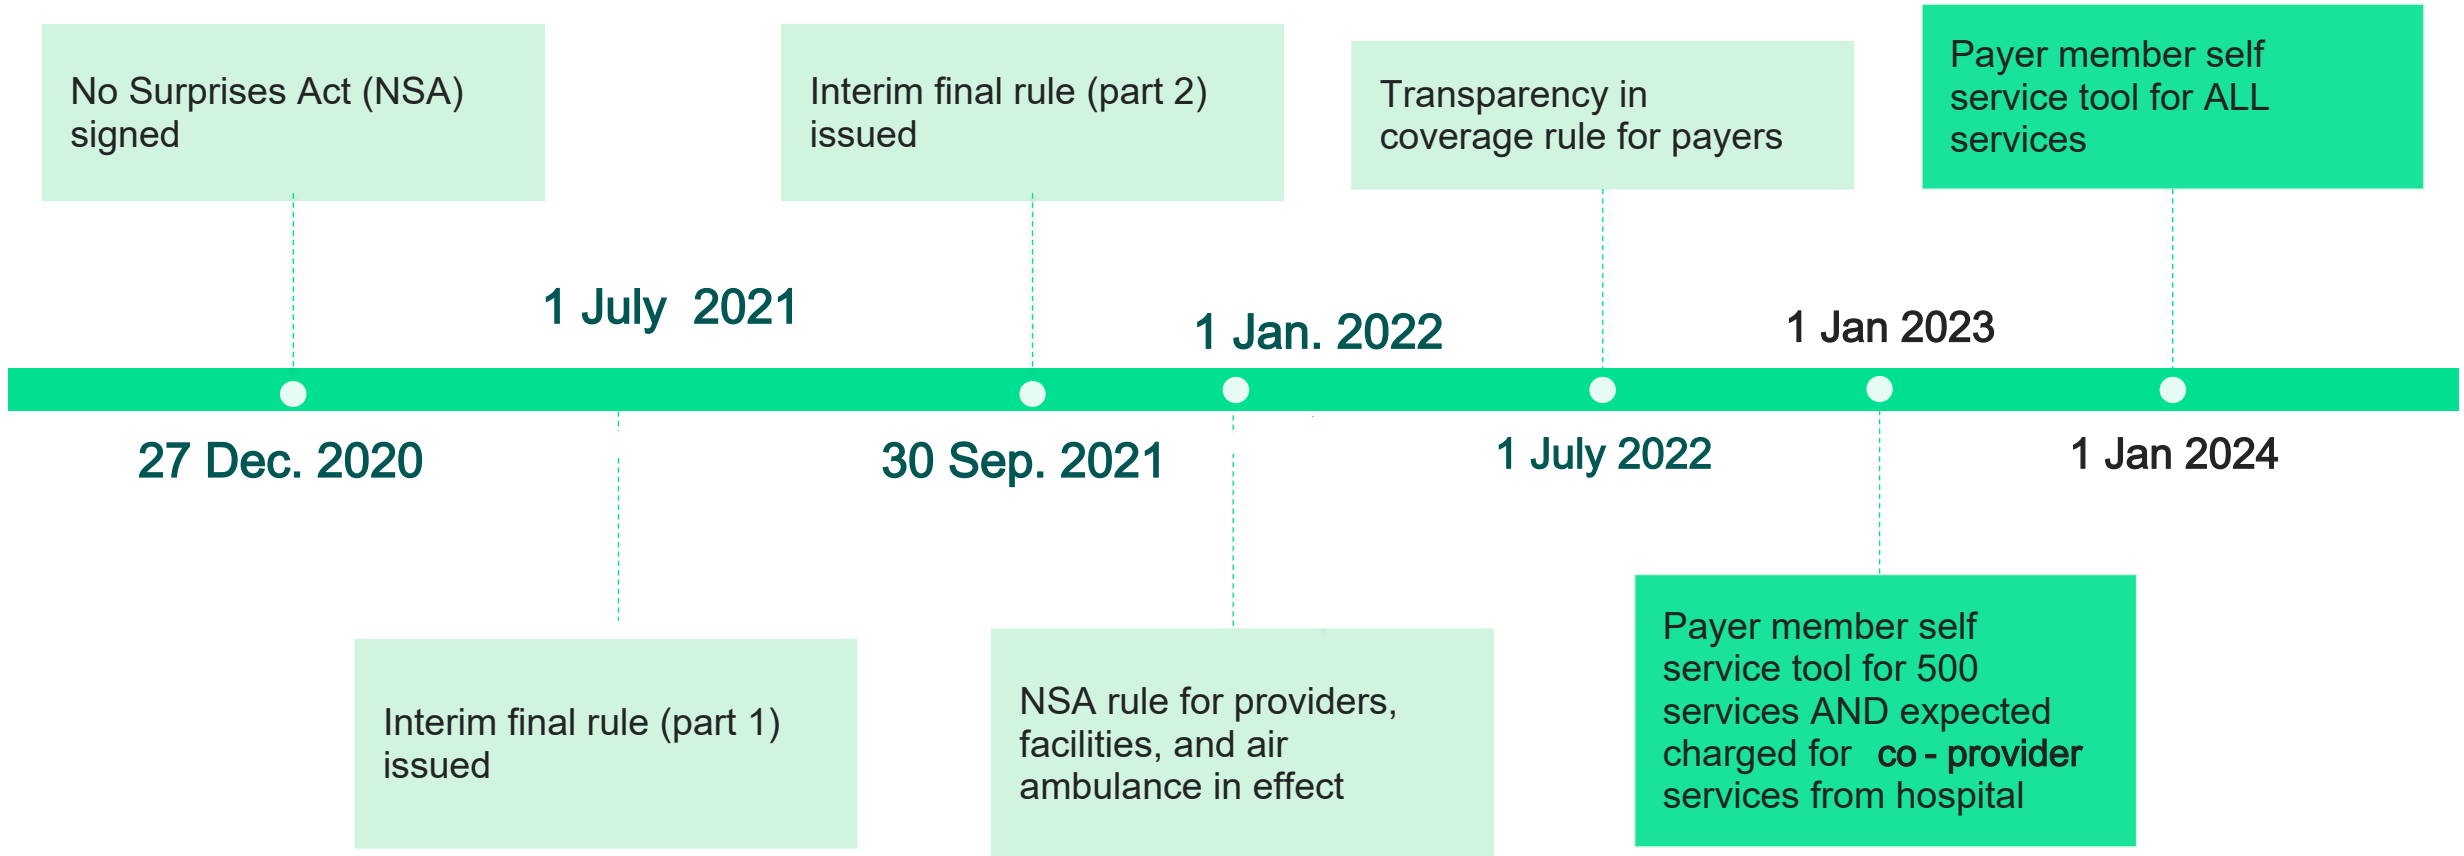 No Surprises Act (NSA)
signed
Interim final rule (part 2)
issued
Transparency in
coverage rule for payers
Payer member self
service tool for ALL
services
1 July 2021
1 Jan. 2022
1 Jan 2023
27 Dec. 2020
30 Sep. 2021
1 July 2022
1 Jan 2024
Interim final rule (part 1)
issued
NSA rule for providers,
facilities, and air
ambulance in effect
Payer member self
service tool for 500
services AND expected
charged for co - provider
services from hospital